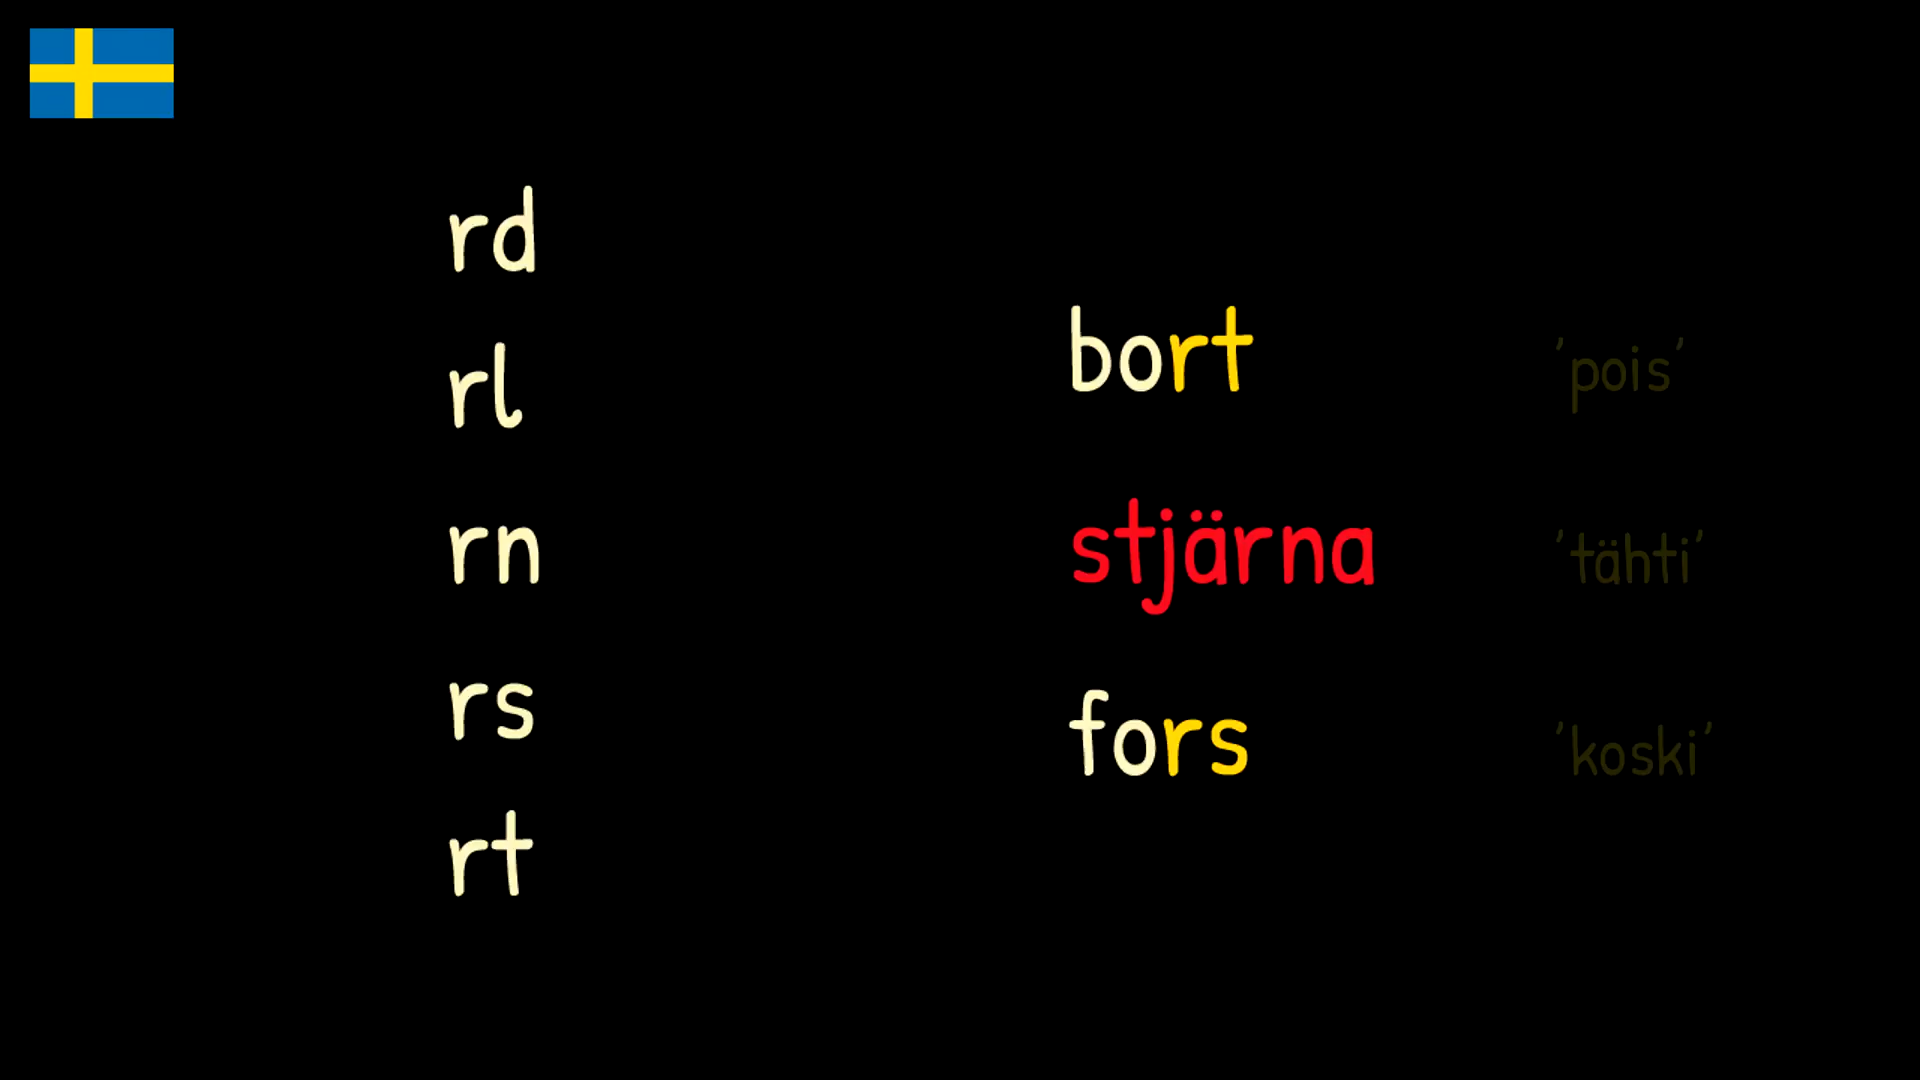 rd
rl
rn
rs
rt
bort ’pois’
stjärna ’tähti’
fors ’koski’